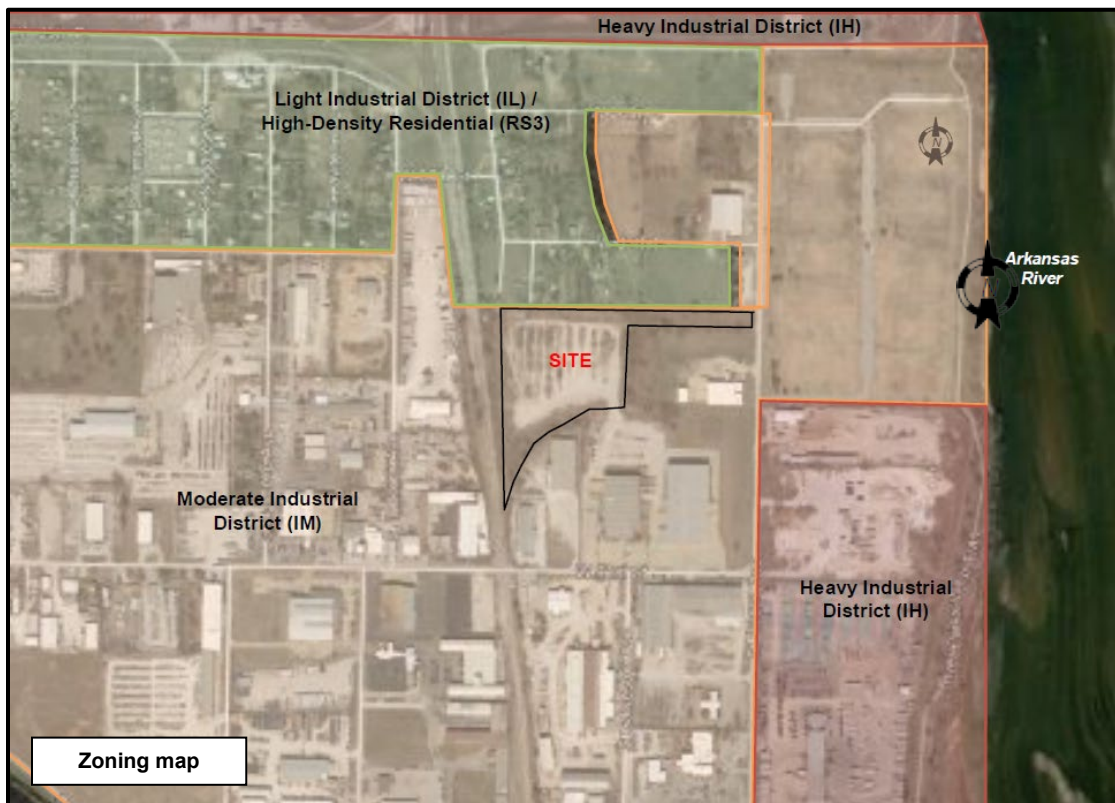 Heavy Industrial District (IH)
Light Industrial District (IL) /
High-Density Residential (RS3)
N
Arkansas
River
SITE
Moderate Industrial
District (IM)
Heavy Industrial
District (IH)
Zoning map